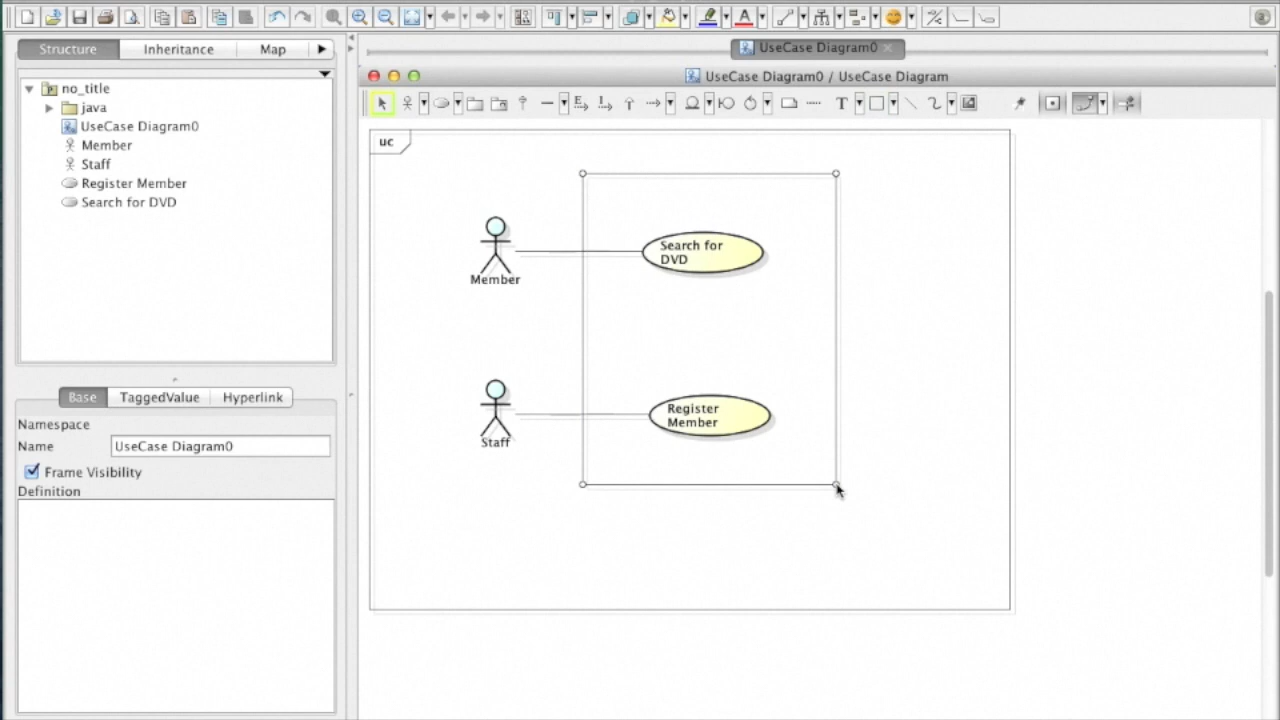 UseCase Diagram0
Structure
Inheritance
Map
UseCase Diagram0 / UseCase Diagram
no_title
java
UseCase Diagram0
Member
Staff
Register Member
Search for DVD
T
A
uc
Search for
DVD
Member
Register
Member
Staff
Base
TaggedValue
Hyperlink
Namespace
Name
UseCase Diagram0
Frame Visibility
Definition